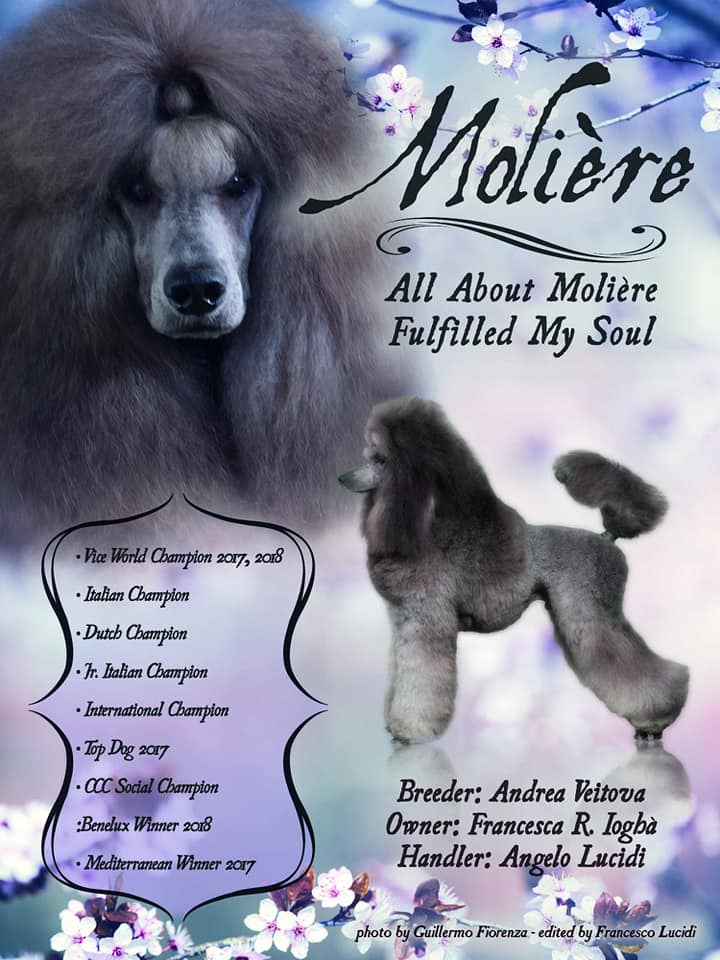 Molière
All About Molière
Fulfilled My Soul
• Vice World Champion 2017, 2018
• Italian Champion
• Dutch Champion
• Jr. Italian Champion
• International Champion
• Top Dog 2017
• CCC Social Champion
:Benelux Winner 2018
• Mediterranean Winner 2017
Breeder: Andrea Veitova
Owner: Francesca R. Ioghà
Handler: Angelo Lucidi
photo by Guillermo Fiorenza - edited by Francesco Lucidi